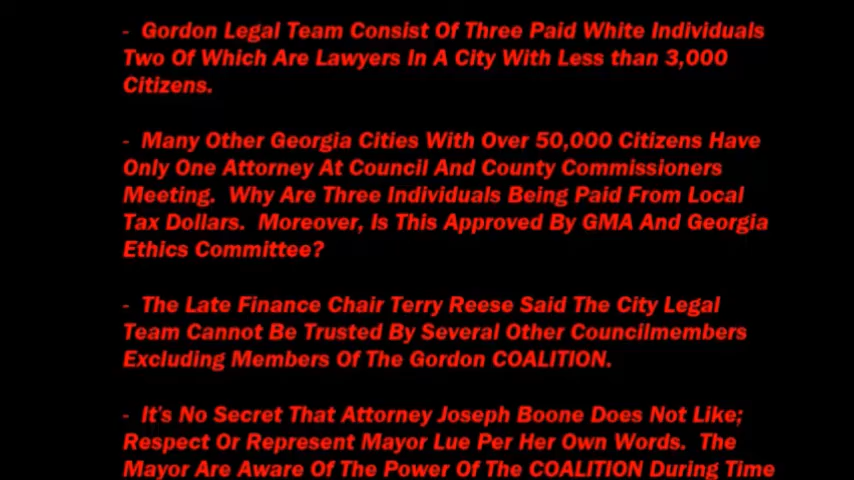 - Gordon Legal Team Consist Of Three Paid White Individuals
Two Of Which Are Lawyers In A City With Less than 3,000
Citizens.
- Many Other Georgia Cities With Over 50,000 Citizens Have
Only One Attorney At Council And County Commissioners
Meeting. Why Are Three Individuals Being Paid From Local
Tax Dollars. Moreover, Is This Approved By GMA And Georgia
Ethics Committee?
- The Late Finance Chair Terry Reese Said The City Legal
Team Cannot Be Trusted By Several Other Councilmembers
Excluding Members Of The Gordon COALITION.
- It's No Secret That Attorney Joseph Boone Does Not Like;
Respect Or Represent Mayor Lue Per Her Own Words. The
Mayor Are Aware Of The Power Of The COALITION During Time